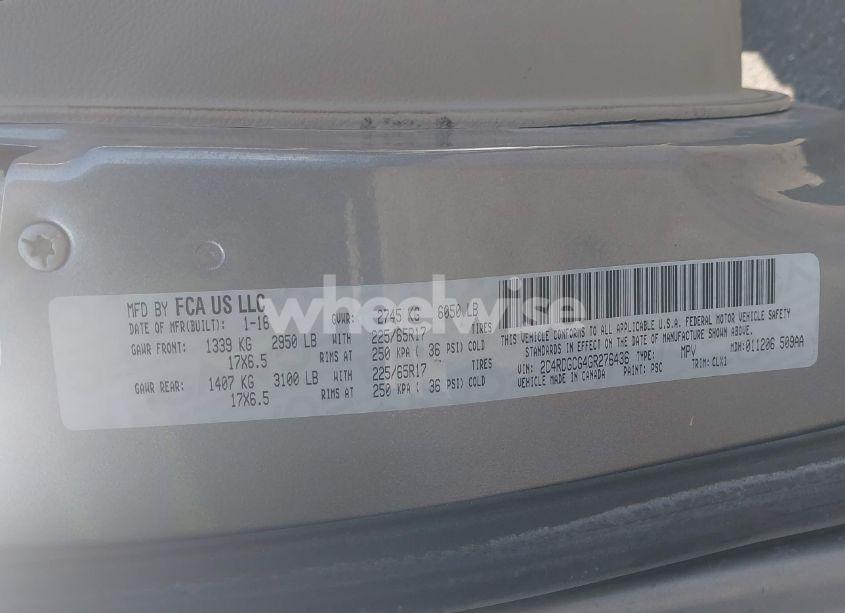 wheelwise
MFD BY FCA US LLC
DATE OF MFR(BUILT): 1-16 GVWR: 2745 KG 6050 LB
GAWR FRONT: 1339 KG 2950 LB WITH 225/65R17 TIRES
17X6.5 RIMS AT 250 KPA ( 36 PSI) COLD
GAWR REAR: 1407 KG 3100 LB WITH 225/65R17 TIRES
17X6.5 RIMS AT 250 KPA ( 36 PSI) COLD
THIS VEHICLE CONFORMS TO ALL APPLICABLE U.S.A. FEDERAL MOTOR VEHICLE SAFETY
STANDARDS IN EFFECT ON THE DATE OF MANUFACTURE SHOWN ABOVE.
VIN: 2C4RDGCG4GR276436 TYPE: MPV MDH: 011206 509AA
VEHICLE MADE IN CANADA PAINT: PSC TRIM: CLX1